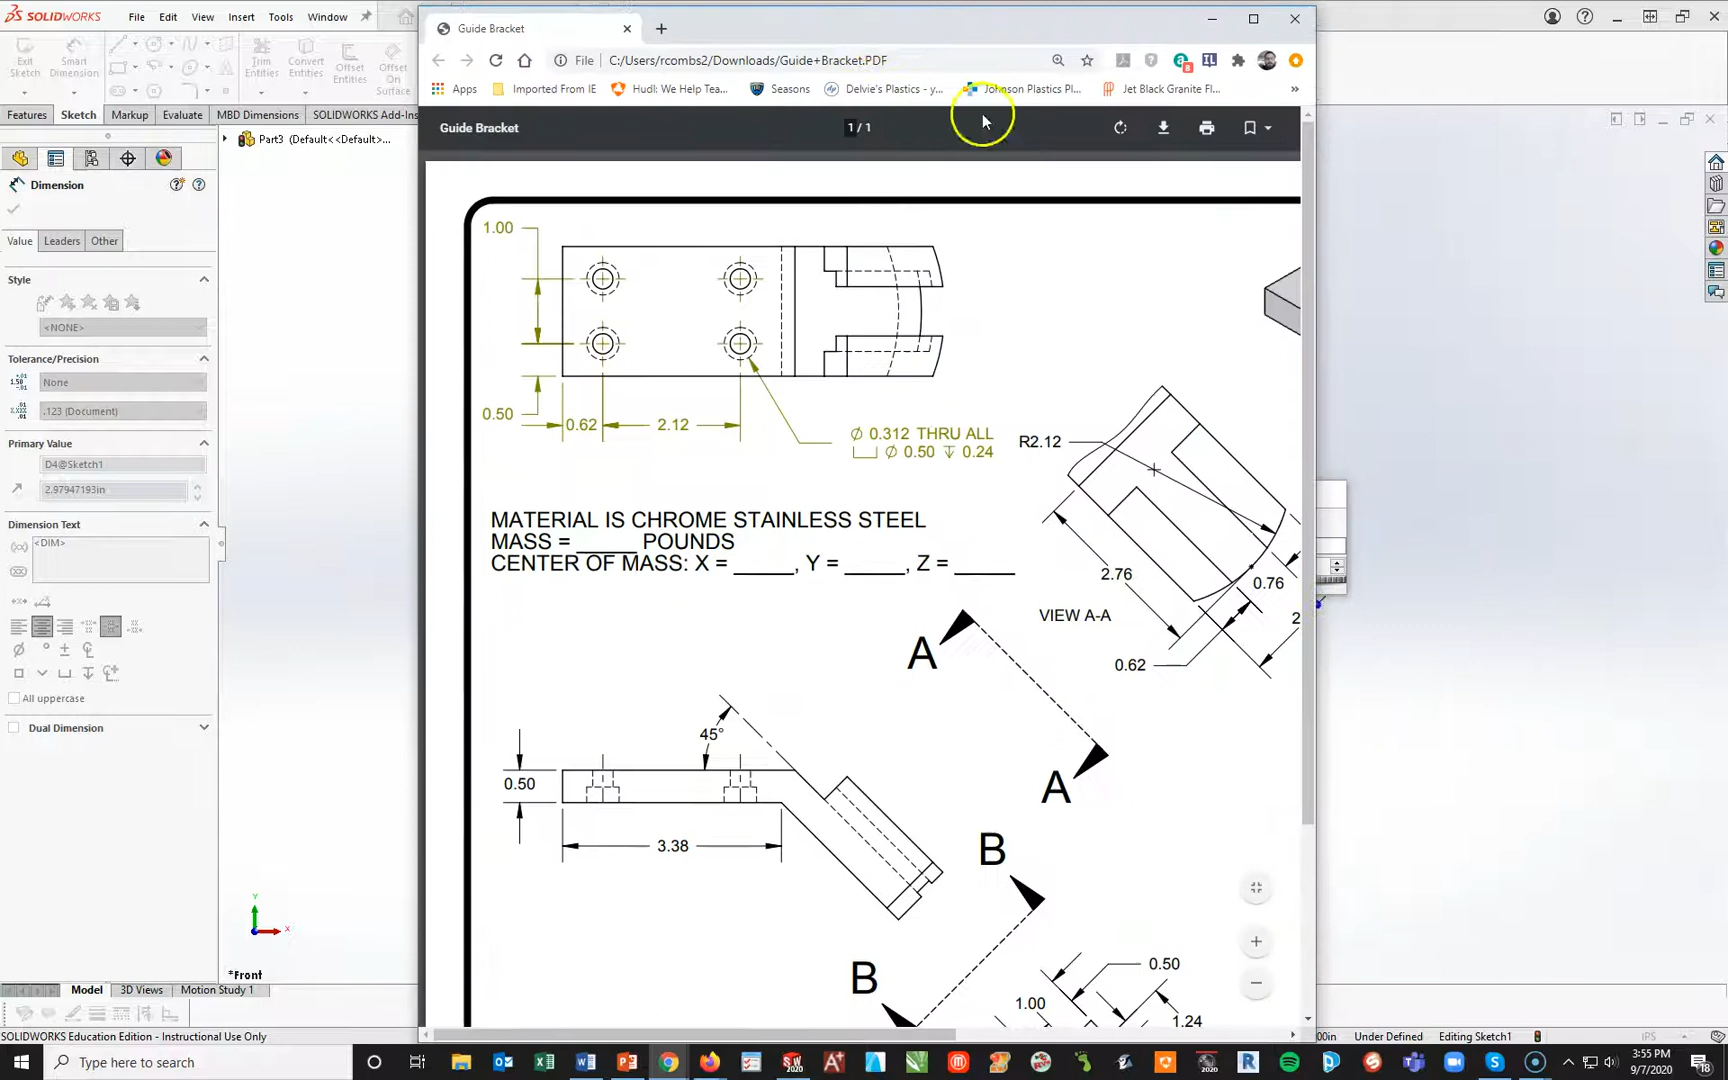 SOLIDWORKS
File
Edit
View
Insert
Tools
Window
Exit
Sketch
Smart
Dimension
Trim
Entities
Convert
Entities
Offset
Entities
Offset
On
Features
Sketch
Markup
Evaluate
MBD Dimensions
SOLIDWORKS Add-Ins
Part3 (Default<<Default>...
Dimension
Value
Leaders
Other
Style
<NONE>
Tolerance/Precision
None
.123 (Document)
Primary Value
D4@Sketch1
2.97947193in
Dimension Text
<DIM>
All uppercase
Dual Dimension
Y
X
*Front
Model
3D Views
Motion Study 1
SOLIDWORKS Education Edition - Instructional Use Only
Guide Bracket
File
C:/Users/rcombs2/Downloads/Guide+Bracket.PDF
Apps
Imported From IE
Hudl: We Help Tea...
Seasons
Delvie's Plastics - y...
Johnson Plastics Pl...
Jet Black Granite Fl...
Guide Bracket
1 / 1
1.00
0.50
0.62
2.12
Ø 0.312 THRU ALL
⌴ Ø 0.50 ↧ 0.24
R2.12
MATERIAL IS CHROME STAINLESS STEEL
MASS = _____ POUNDS
CENTER OF MASS: X = _____, Y = _____, Z = _____
2.76
0.76
VIEW A-A
2
0.62
A
A
45°
0.50
3.38
B
B
0.50
1.00
1.24
Under Defined
Editing Sketch1
IPS
Type here to search
3:55 PM
9/7/2020